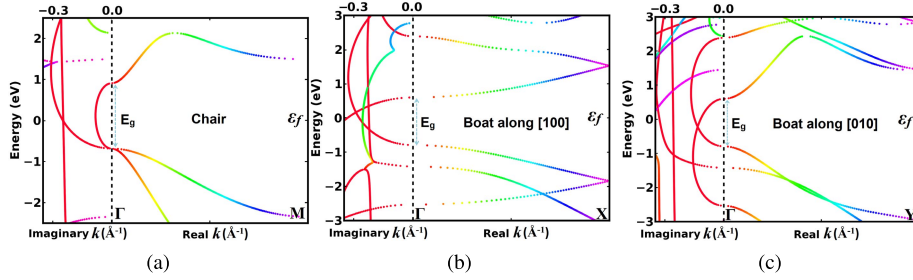 −0.3 0.0
Energy (eV)
2
1
0
−1
−2
E_g
Chair
ℰf
Γ
M
Imaginary k(Å⁻¹) Real k(Å⁻¹)
(a)
−0.3 0.0
Energy (eV)
3
2
1
0
−1
−2
−3
E_g
Boat along [100]
ℰf
Γ
X
Imaginary k(Å⁻¹) Real k(Å⁻¹)
(b)
−0.3 0.0
Energy (eV)
3
2
1
0
−1
−2
−3
E_g
Boat along [010]
ℰf
Γ
Y
Imaginary k(Å⁻¹) Real k(Å⁻¹)
(c)